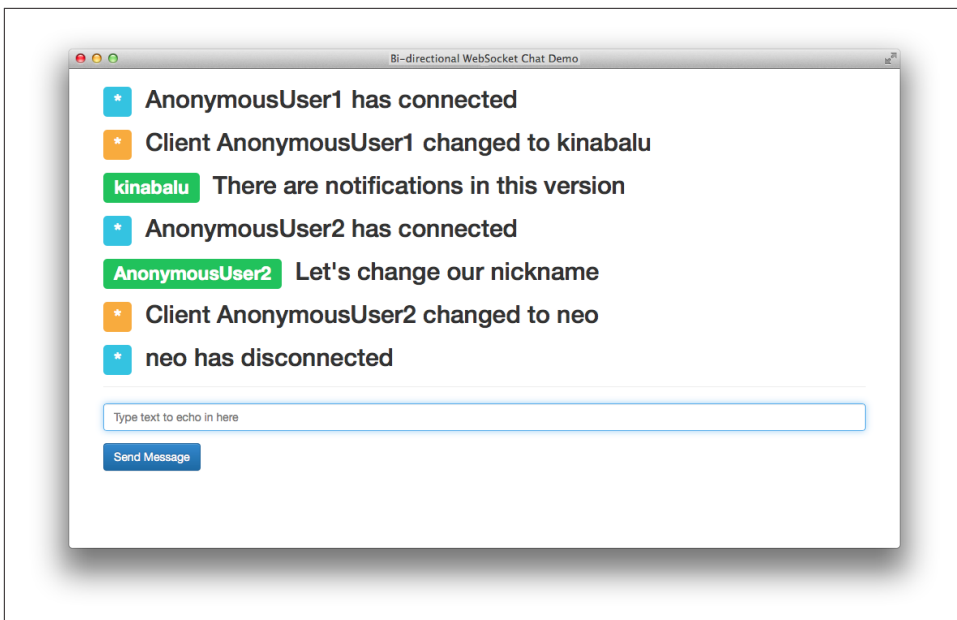 Bi-directional WebSocket Chat Demo
* AnonymousUser1 has connected
* Client AnonymousUser1 changed to kinabalu
kinabalu There are notifications in this version
* AnonymousUser2 has connected
AnonymousUser2 Let's change our nickname
* Client AnonymousUser2 changed to neo
* neo has disconnected
Type text to echo in here
Send Message